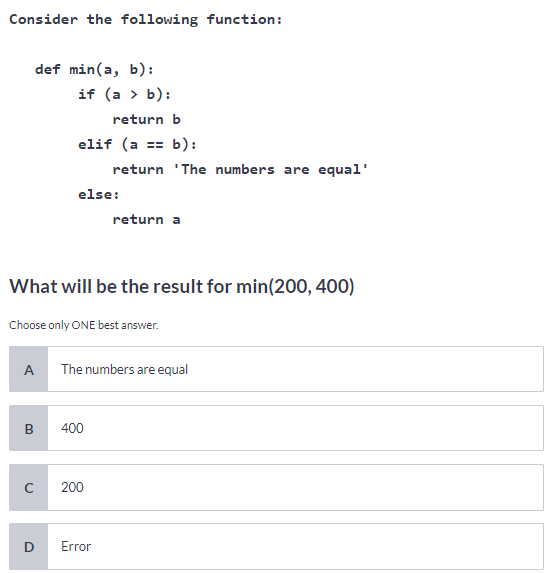 Consider the following function:
def min(a, b):
if (a > b):
return b
elif (a == b):
return 'The numbers are equal'
else:
return a
What will be the result for min(200, 400)
Choose only ONE best answer.
A The numbers are equal
B 400
C 200
D Error